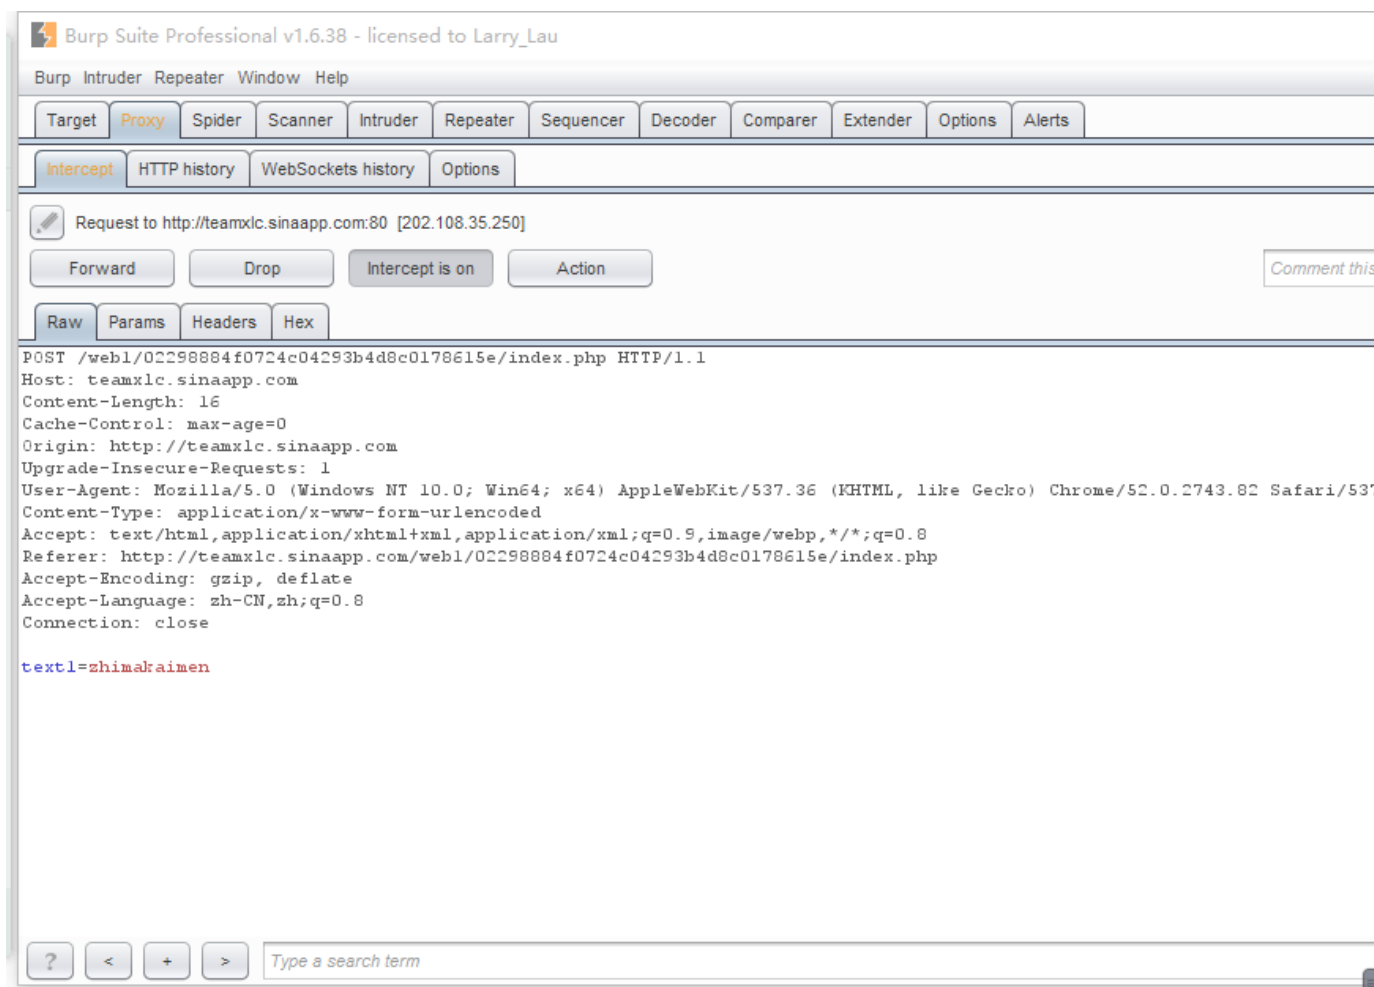 Burp Suite Professional v1.6.38 - licensed to Larry_Lau
Burp Intruder Repeater Window Help
Target Proxy Spider Scanner Intruder Repeater Sequencer Decoder Comparer Extender Options Alerts
Intercept HTTP history WebSockets history Options
Request to http://teamxlc.sinaapp.com:80 [202.108.35.250]
Forward Drop Intercept is on Action Comment this
Raw Params Headers Hex
POST /web1/02298884f0724c04293b4d8c0178615e/index.php HTTP/1.1
Host: teamxlc.sinaapp.com
Content-Length: 16
Cache-Control: max-age=0
Origin: http://teamxlc.sinaapp.com
Upgrade-Insecure-Requests: 1
User-Agent: Mozilla/5.0 (Windows NT 10.0; Win64; x64) AppleWebKit/537.36 (KHTML, like Gecko) Chrome/52.0.2743.82 Safari/537
Content-Type: application/x-www-form-urlencoded
Accept: text/html,application/xhtml+xml,application/xml;q=0.9,image/webp,*/*;q=0.8
Referer: http://teamxlc.sinaapp.com/web1/02298884f0724c04293b4d8c0178615e/index.php
Accept-Encoding: gzip, deflate
Accept-Language: zh-CN,zh;q=0.8
Connection: close
text1=zhimakaimen
? < + > Type a search term